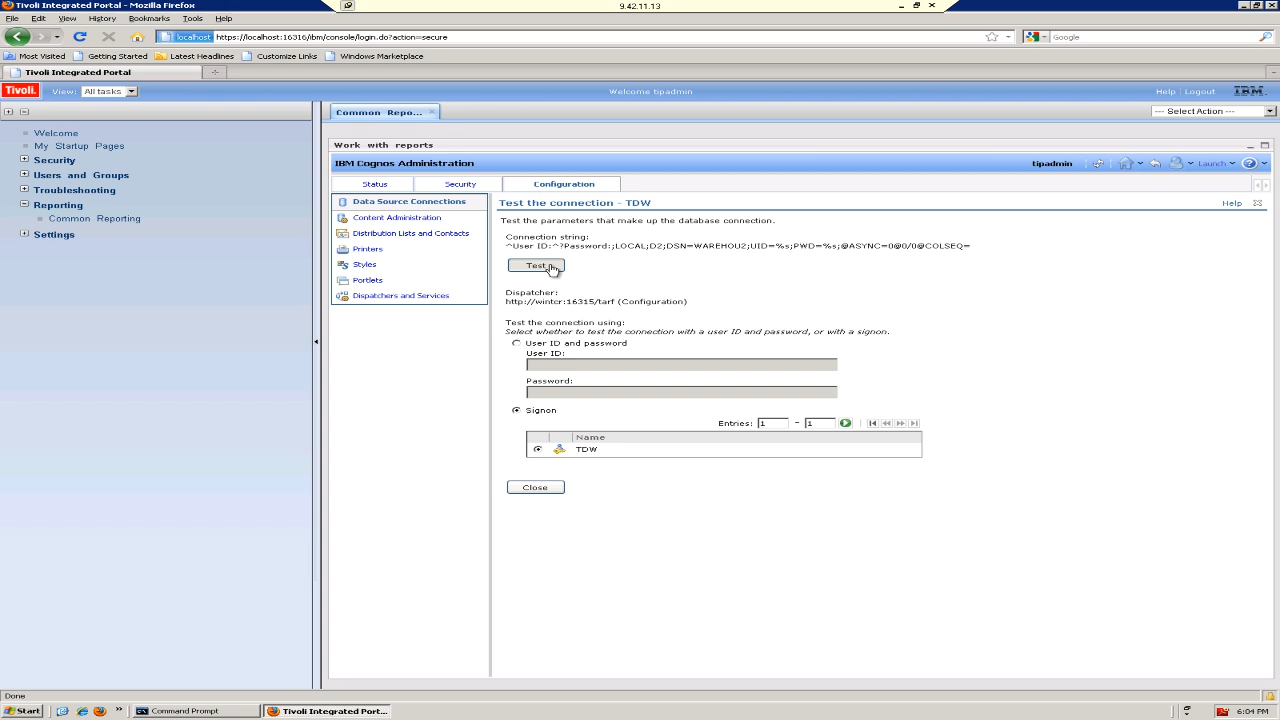 Tivoli Integrated Portal - Mozilla Firefox
9.42.11.13
File Edit View History Bookmarks Tools Help
localhost https://localhost:16316/ibm/console/login.do?action=secure
Google
Most Visited Getting Started Latest Headlines Customize Links Windows Marketplace
Tivoli Integrated Portal
Tivoli. View: All tasks Welcome tipadmin Help Logout IBM.
Common Repo... --- Select Action ---
Welcome
My Startup Pages
Security
Users and Groups
Troubleshooting
Reporting
Common Reporting
Settings
Work with reports
IBM Cognos Administration tipadmin Launch
Status Security Configuration
Data Source Connections
Content Administration
Distribution Lists and Contacts
Printers
Styles
Portlets
Dispatchers and Services
Test the connection - TDW Help
Test the parameters that make up the database connection.
Connection string:
^User ID:^?Password:;LOCAL;D2;DSN=WAREHOU2;UID=%s;PWD=%s;@ASYNC=0@0/0@COLSEQ=
Test
Dispatcher:
http://wintcr:16315/tarf (Configuration)
Test the connection using:
Select whether to test the connection with a user ID and password, or with a signon.
User ID and password
User ID:
Password:
Signon
Entries: 1 - 1
Name
TDW
Close
Done
Start Command Prompt Tivoli Integrated Port... 6:04 PM